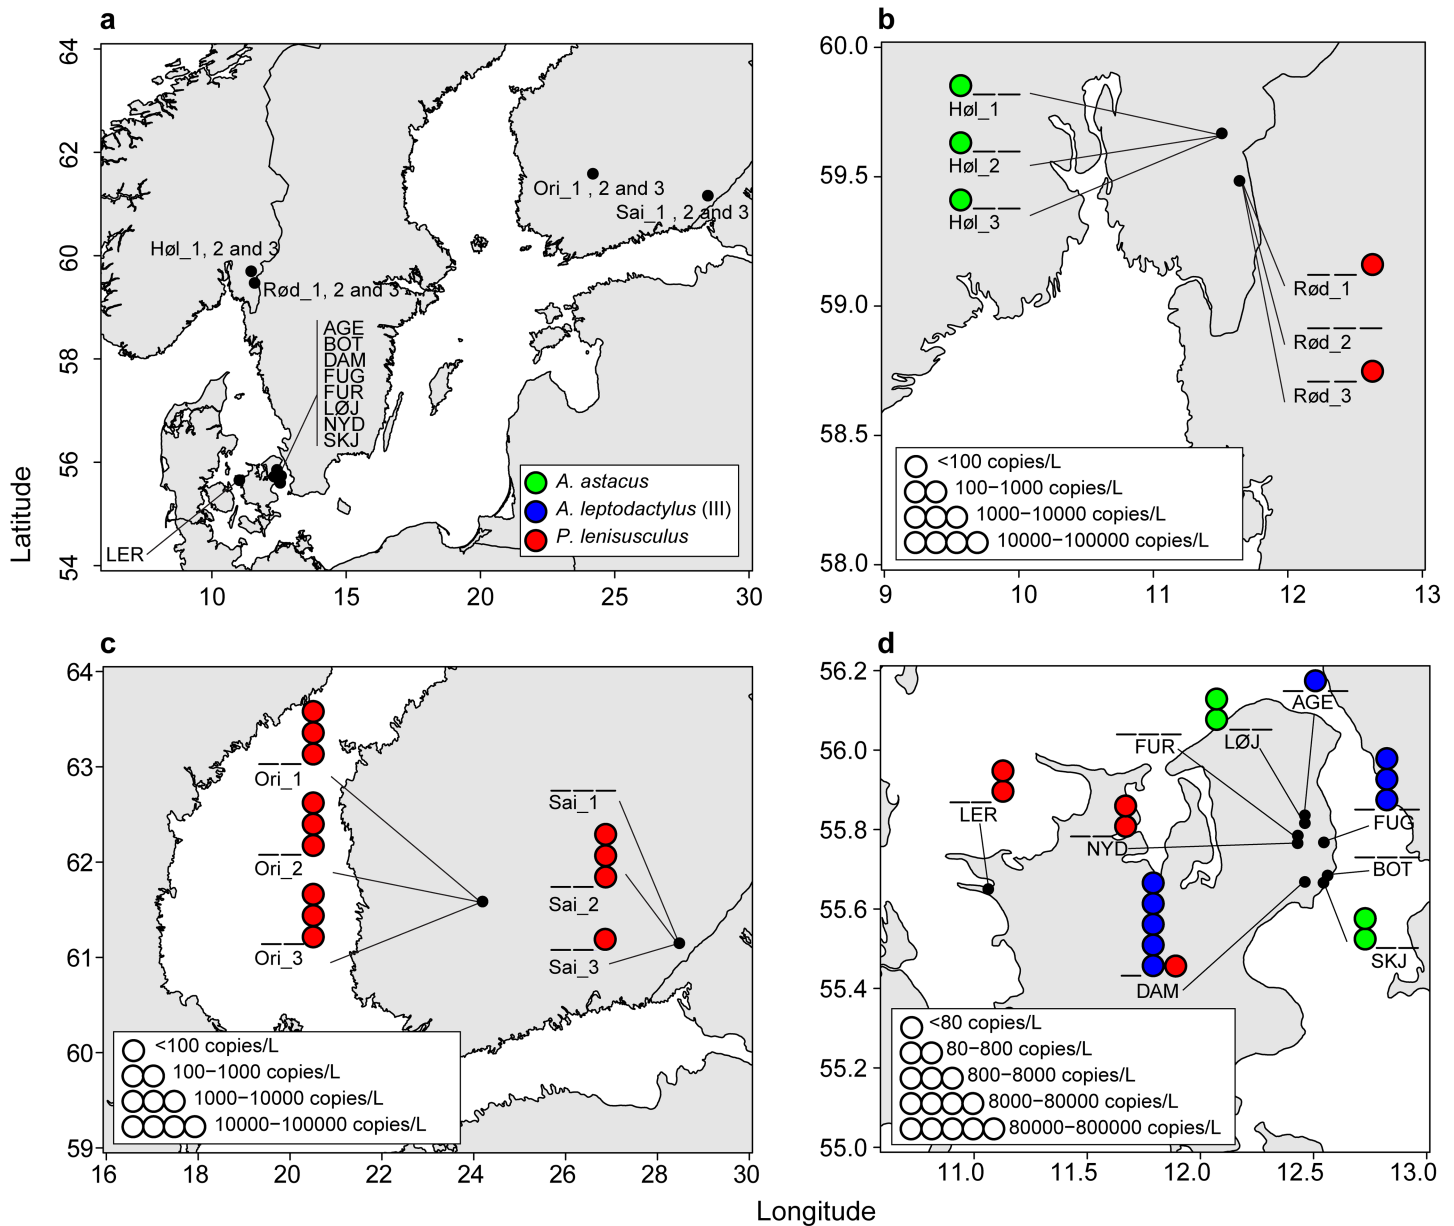 a
64
62
60
58
56
54
10
15
20
25
30
Latitude
Ori_1 , 2 and 3
Sai_1 , 2 and 3
Høl_1, 2 and 3
Rød_1, 2 and 3
AGE
BOT
DAM
FUG
FUR
LØJ
NYD
SKJ
LER
A. astacus
A. leptodactylus (III)
P. lenisusculus
b
60.0
59.5
59.0
58.5
58.0
9
10
11
12
13
Høl_1
Høl_2
Høl_3
Rød_1
Rød_2
Rød_3
<100 copies/L
100−1000 copies/L
1000−10000 copies/L
10000−100000 copies/L
c
64
63
62
61
60
59
16
18
20
22
24
26
28
30
Ori_1
Ori_2
Ori_3
Sai_1
Sai_2
Sai_3
<100 copies/L
100−1000 copies/L
1000−10000 copies/L
10000−100000 copies/L
d
56.2
56.0
55.8
55.6
55.4
55.2
55.0
11.0
11.5
12.0
12.5
13.0
AGE
FUR
LØJ
LER
NYD
FUG
BOT
SKJ
DAM
<80 copies/L
80−800 copies/L
800−8000 copies/L
8000−80000 copies/L
80000−800000 copies/L
Longitude